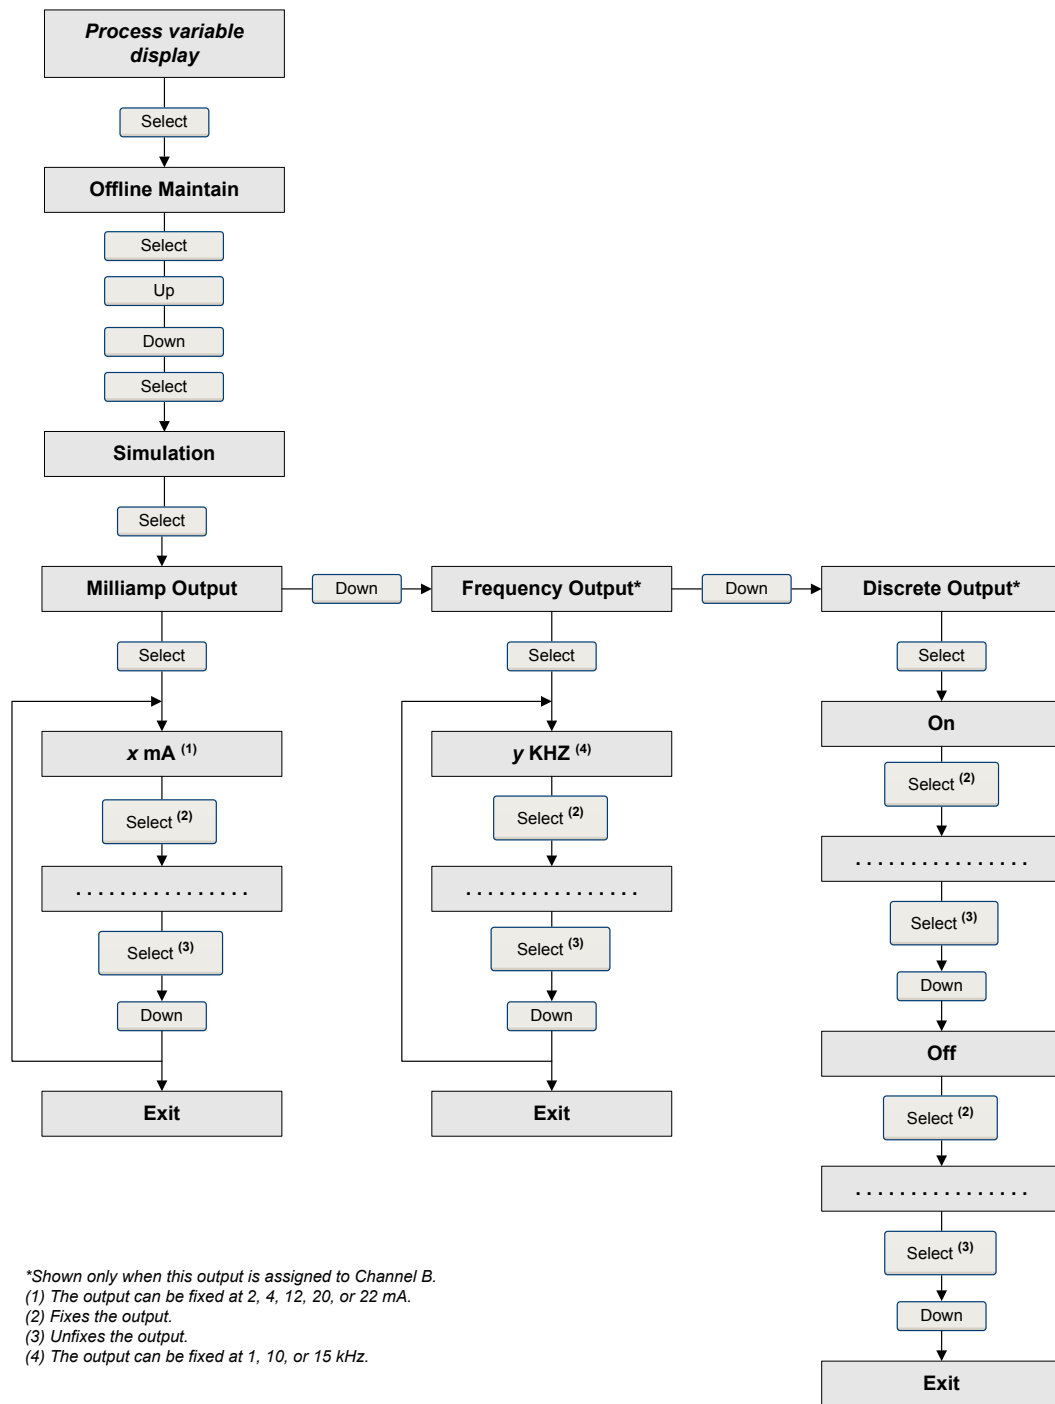 Process variable
display
Select
Offline Maintain
Select
Up
Down
Select
Simulation
Select
Milliamp Output
Down
Frequency Output*
Down
Discrete Output*
Select
x mA (1)
Select (2)
. . . . . . . . . . . . . . . .
Select (3)
Down
Exit
Select
y KHZ (4)
Select (2)
. . . . . . . . . . . . . . . .
Select (3)
Down
Exit
Select
On
Select (2)
. . . . . . . . . . . . . . . .
Select (3)
Down
Off
Select (2)
. . . . . . . . . . . . . . . .
Select (3)
Down
Exit
*Shown only when this output is assigned to Channel B.
(1) The output can be fixed at 2, 4, 12, 20, or 22 mA.
(2) Fixes the output.
(3) Unfixes the output.
(4) The output can be fixed at 1, 10, or 15 kHz.